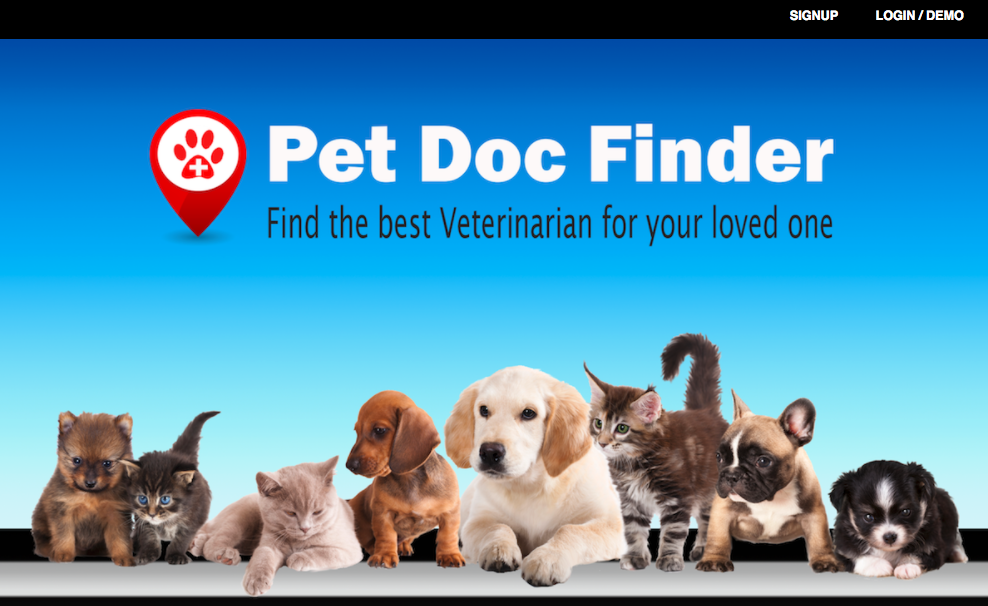 SIGNUP LOGIN / DEMO
Pet Doc Finder
Find the best Veterinarian for your loved one